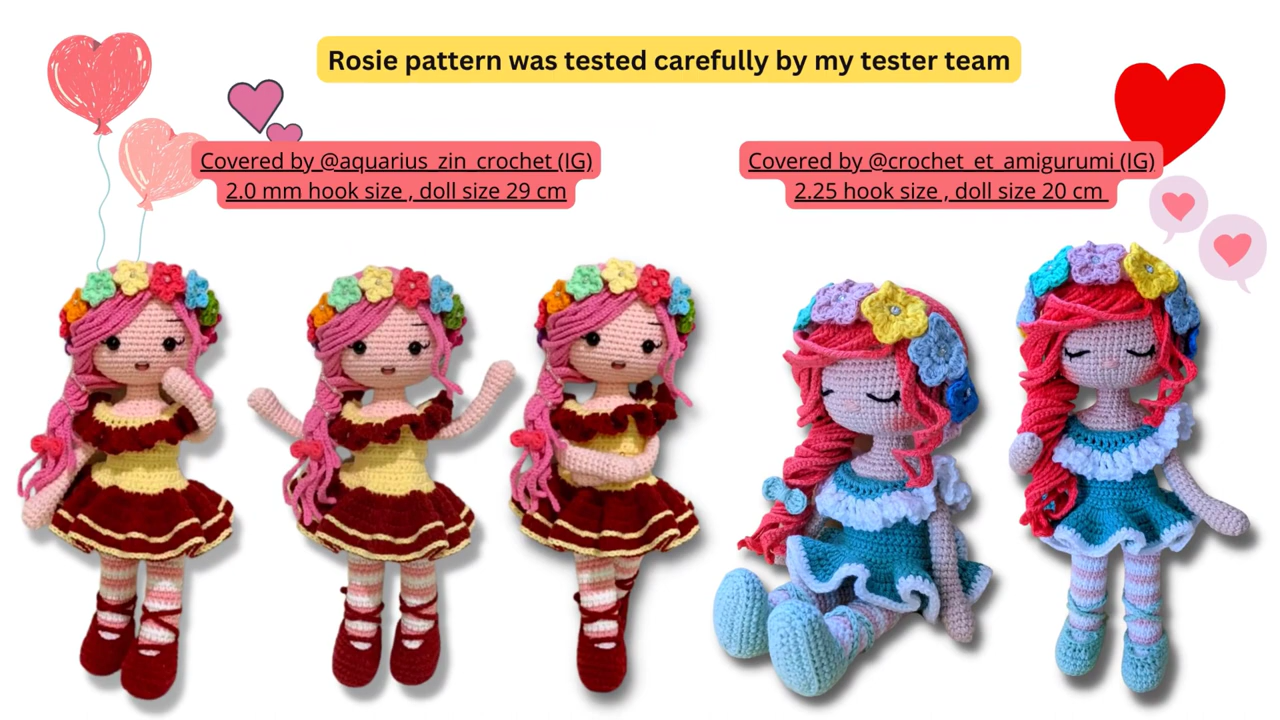 Rosie pattern was tested carefully by my tester team
Covered by @aquarius_zin_crochet (IG)
2.0 mm hook size , doll size 29 cm
Covered by @crochet_et_amigurumi (IG)
2.25 hook size , doll size 20 cm